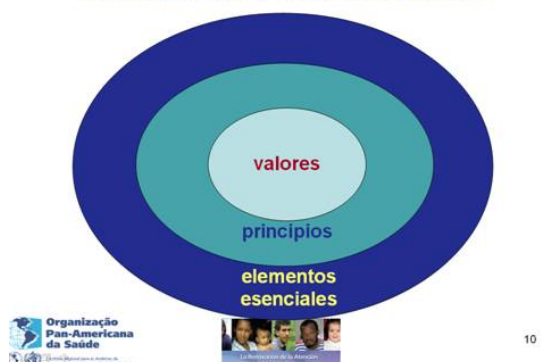 valores
principios
elementos
esenciales
Organização
Pan-Americana
da Saúde
La Renovación de la Atención
10